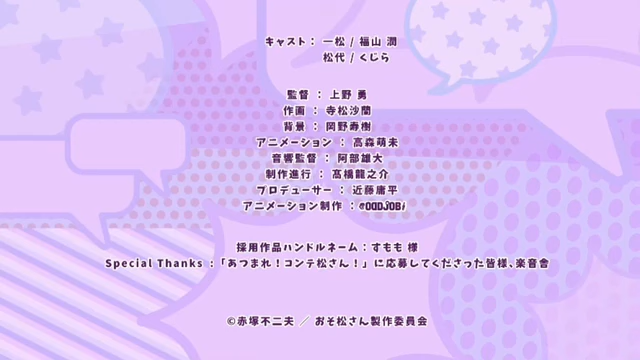 キャスト： 一松 / 福山 潤
松代 / くじら
監督 ： 上野 勇
作画 ： 寺松沙蘭
背景 ： 岡野寿樹
アニメーション ： 高森萌未
音響監督 ： 阿部雄大
制作進行 ： 髙橋龍之介
プロデューサー ： 近藤庸平
アニメーション制作 ：
採用作品ハンドルネーム：すもも 様
Special Thanks ：「あつまれ！コンテ松さん！」に応募してくださった皆様、楽音舎
©赤塚不二夫 ／ おそ松さん製作委員会